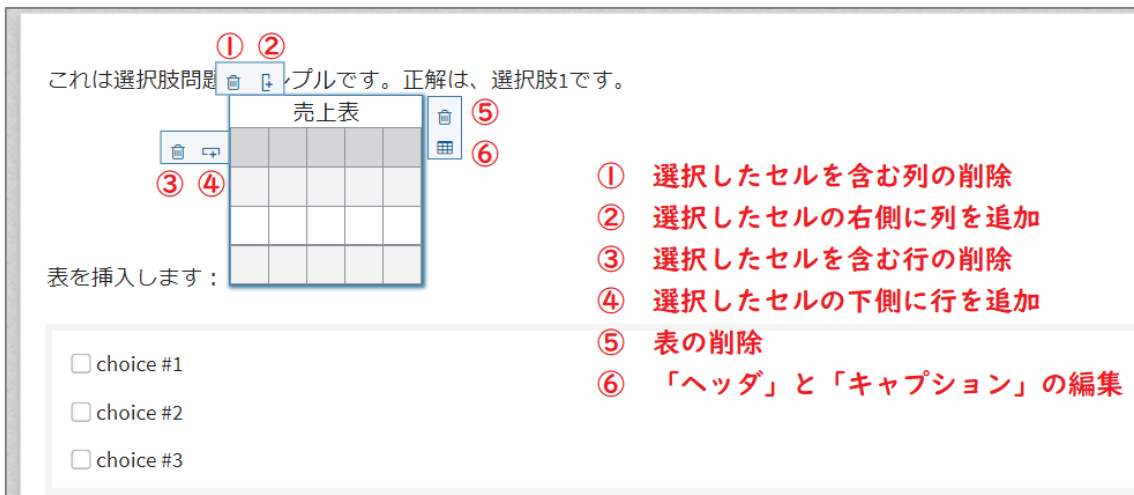 ① ②
これは選択肢問題 プルです。正解は、選択肢1です。
売上表
⑤
⑥
③ ④
① 選択したセルを含む列の削除
② 選択したセルの右側に列を追加
③ 選択したセルを含む行の削除
④ 選択したセルの下側に行を追加
⑤ 表の削除
⑥ 「ヘッダ」と「キャプション」の編集
表を挿入します：
choice #1
choice #2
choice #3